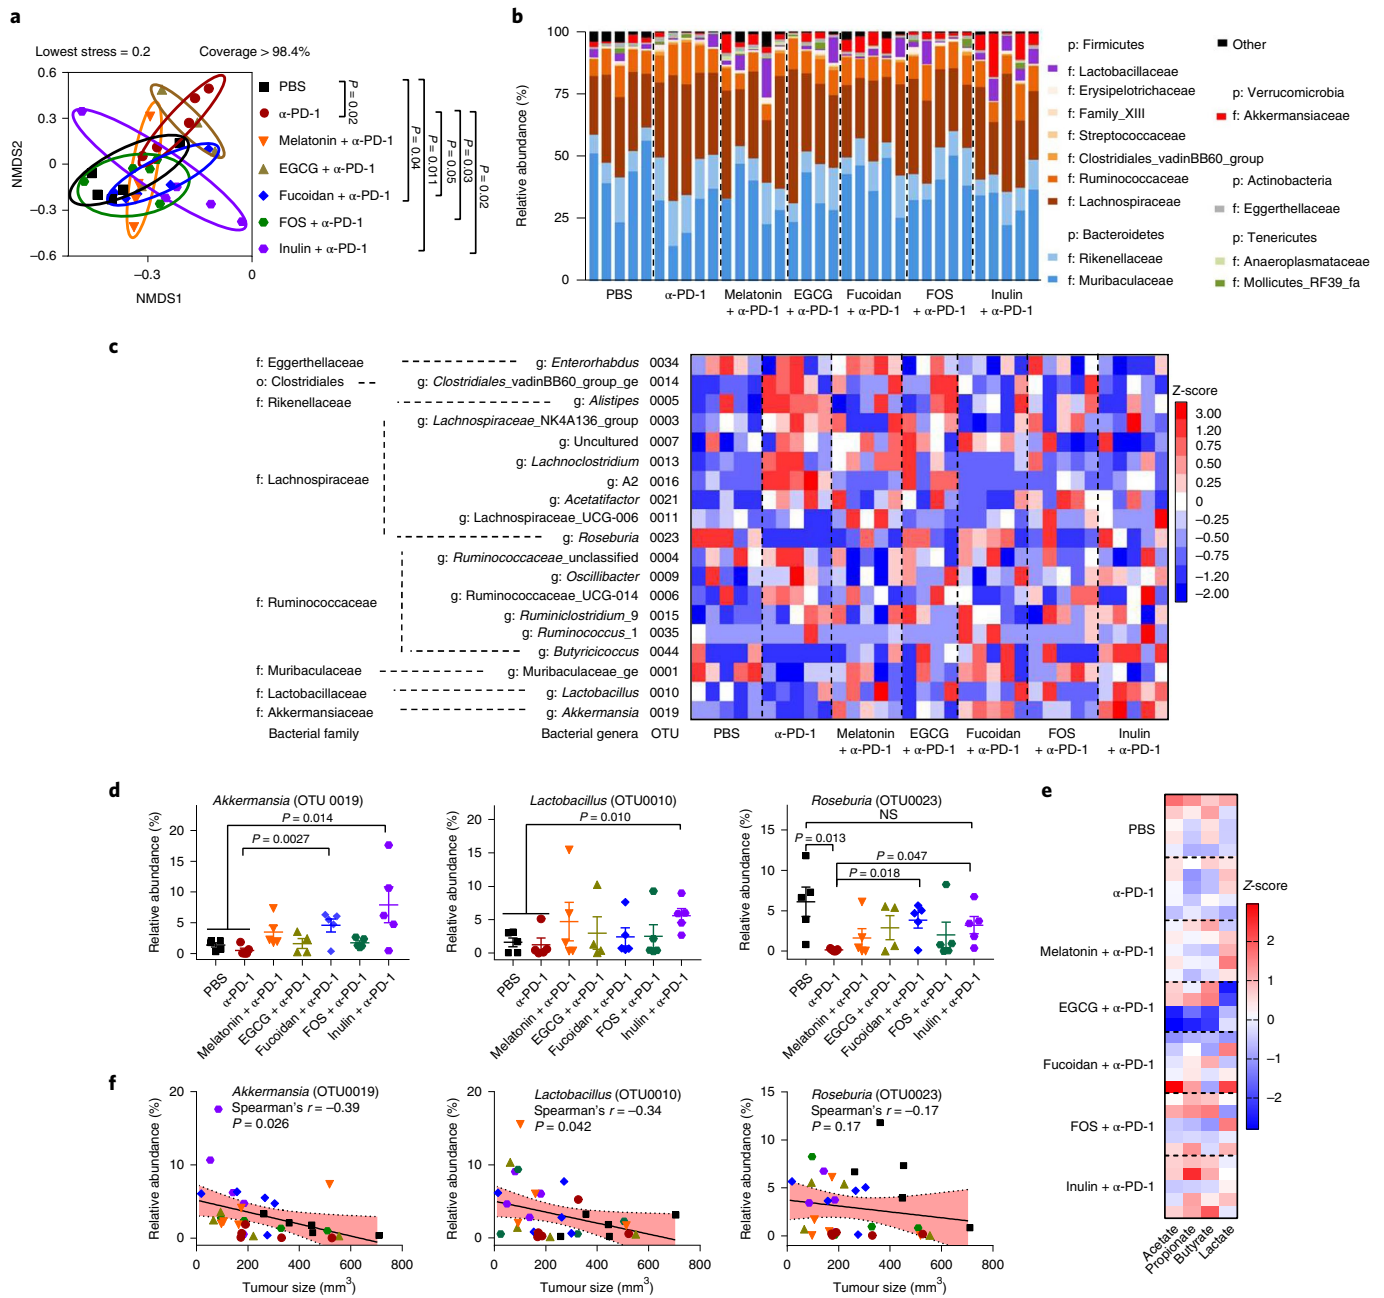 a
Lowest stress = 0.2
Coverage > 98.4%
0.6
0.3
0
–0.3
–0.6
NMDS2
–0.3
0
NMDS1
PBS
α-PD-1
Melatonin + α-PD-1
EGCG + α-PD-1
Fucoidan + α-PD-1
FOS + α-PD-1
Inulin + α-PD-1
P = 0.02
P = 0.04
P = 0.011
P = 0.05
P = 0.03
P = 0.02
b
100
75
50
25
0
Relative abundance (%)
PBS
α-PD-1
Melatonin + α-PD-1
EGCG + α-PD-1
Fucoidan + α-PD-1
FOS + α-PD-1
Inulin + α-PD-1
p: Firmicutes
f: Lactobacillaceae
f: Erysipelotrichaceae
f: Family_XIII
f: Streptococcaceae
f: Clostridiales_vadinBB60_group
f: Ruminococcaceae
f: Lachnospiraceae
p: Bacteroidetes
f: Rikenellaceae
f: Muribaculaceae
Other
p: Verrucomicrobia
f: Akkermansiaceae
p: Actinobacteria
f: Eggerthellaceae
p: Tenericutes
f: Anaeroplasmataceae
f: Mollicutes_RF39_fa
c
f: Eggerthellaceae
g: Enterorhabdus 0034
o: Clostridiales
g: Clostridiales_vadinBB60_group_ge 0014
f: Rikenellaceae
g: Alistipes 0005
g: Lachnospiraceae_NK4A136_group 0003
g: Uncultured 0007
g: Lachnoclostridium 0013
f: Lachnospiraceae
g: A2 0016
g: Acetatifactor 0021
g: Lachnospiraceae_UCG-006 0011
g: Roseburia 0023
g: Ruminococcaceae_unclassified 0004
g: Oscillibacter 0009
g: Ruminococcaceae_UCG-014 0006
f: Ruminococcaceae
g: Ruminiclostridium_9 0015
g: Ruminococcus_1 0035
g: Butyricicoccus 0044
f: Muribaculaceae
g: Muribaculaceae_ge 0001
f: Lactobacillaceae
g: Lactobacillus 0010
f: Akkermansiaceae
g: Akkermansia 0019
Bacterial family
Bacterial genera OTU
PBS
α-PD-1
Melatonin + α-PD-1
EGCG + α-PD-1
Fucoidan + α-PD-1
FOS + α-PD-1
Inulin + α-PD-1
Z-score
3.00
1.20
0.75
0.50
0.25
0
–0.25
–0.50
–0.75
–1.20
–2.00
d
Akkermansia (OTU 0019)
P = 0.014
P = 0.0027
20
15
10
5
0
Relative abundance (%)
PBS
α-PD-1
Melatonin + α-PD-1
EGCG + α-PD-1
Fucoidan + α-PD-1
FOS + α-PD-1
Inulin + α-PD-1
Lactobacillus (OTU0010)
P = 0.010
20
15
10
5
0
Relative abundance (%)
PBS
α-PD-1
Melatonin + α-PD-1
EGCG + α-PD-1
Fucoidan + α-PD-1
FOS + α-PD-1
Inulin + α-PD-1
Roseburia (OTU0023)
NS
P = 0.013
P = 0.047
P = 0.018
15
10
5
0
Relative abundance (%)
PBS
α-PD-1
Melatonin + α-PD-1
EGCG + α-PD-1
Fucoidan + α-PD-1
FOS + α-PD-1
Inulin + α-PD-1
e
PBS
α-PD-1
Melatonin + α-PD-1
EGCG + α-PD-1
Fucoidan + α-PD-1
FOS + α-PD-1
Inulin + α-PD-1
Acetate
Propionate
Butyrate
Lactate
Z-score
2
1
0
–1
–2
f
Akkermansia (OTU0019)
Spearman's r = –0.39
P = 0.026
20
10
0
Relative abundance (%)
0 200 400 600 800
Tumour size (mm3)
Lactobacillus (OTU0010)
Spearman's r = –0.34
P = 0.042
20
10
0
Relative abundance (%)
0 200 400 600 800
Tumour size (mm3)
Roseburia (OTU0023)
Spearman's r = –0.17
P = 0.17
15
10
5
0
Relative abundance (%)
0 200 400 600 800
Tumour size (mm3)